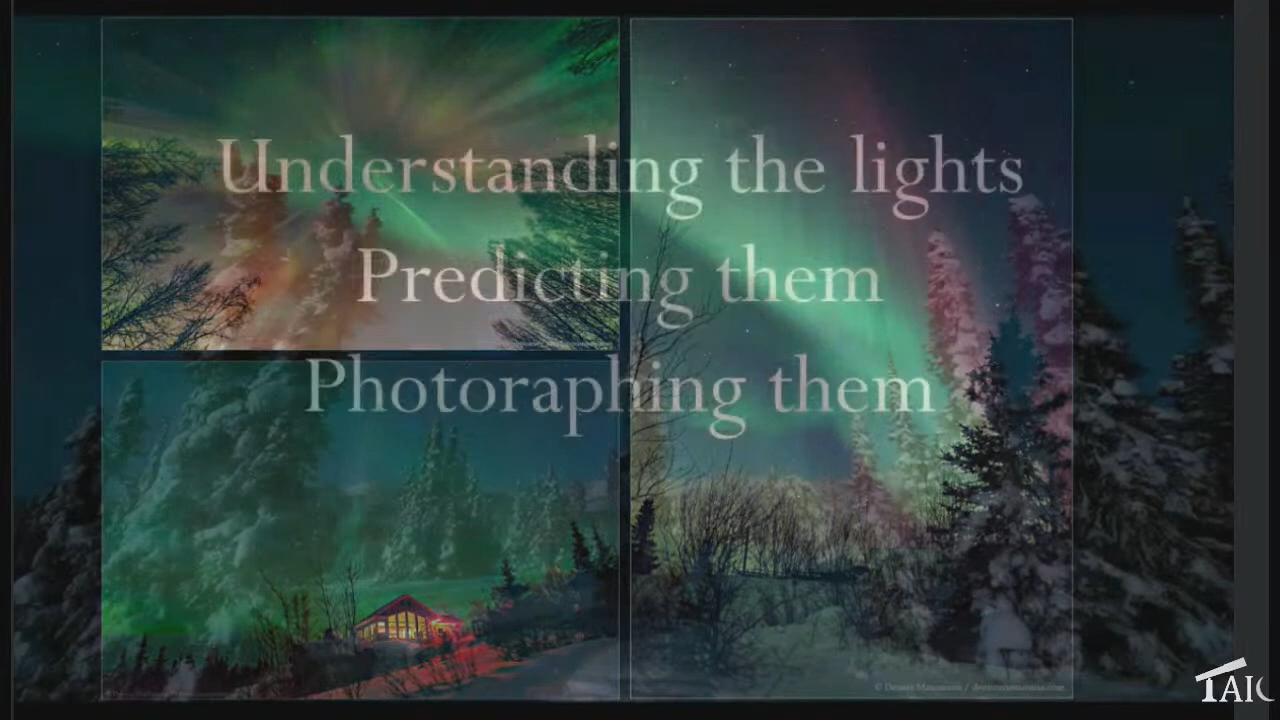 Understanding the lights
Predicting them
Photoraphing them
TAIC